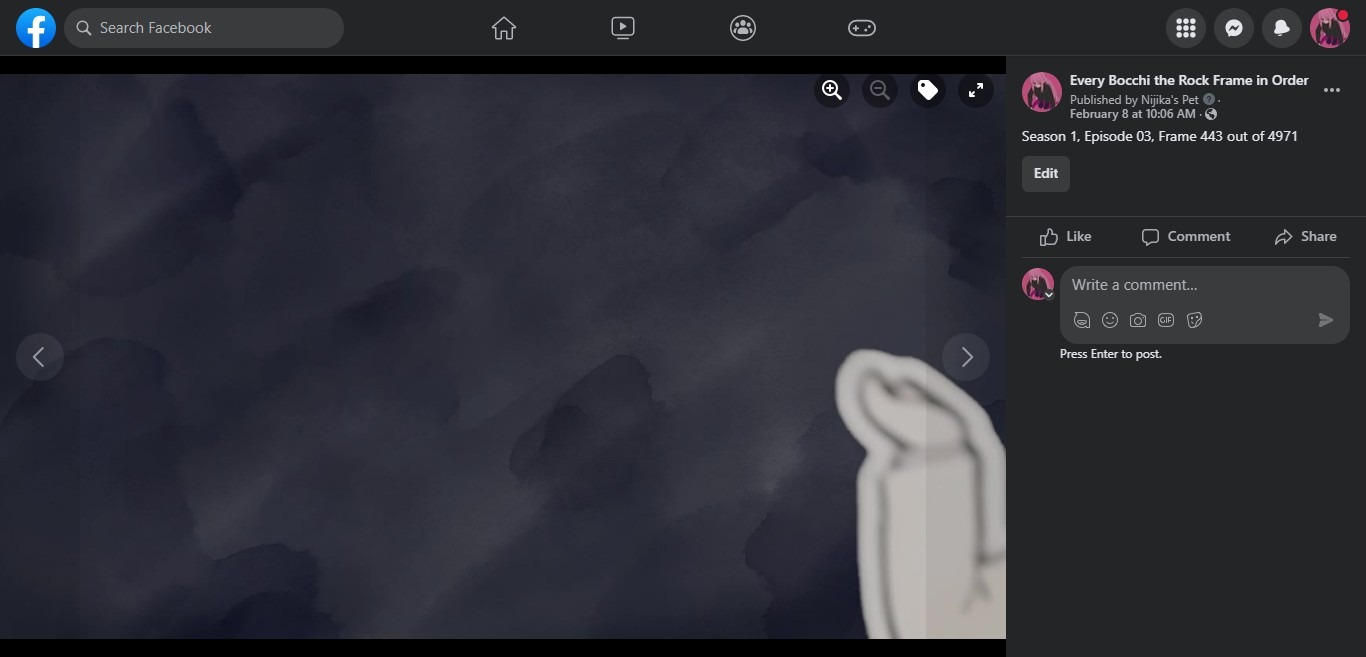 Search Facebook
Every Bocchi the Rock Frame in Order
Published by Nijika's Pet ·
February 8 at 10:06 AM ·
Season 1, Episode 03, Frame 443 out of 4971
Edit
Like Comment Share
Write a comment...
GIF
Press Enter to post.